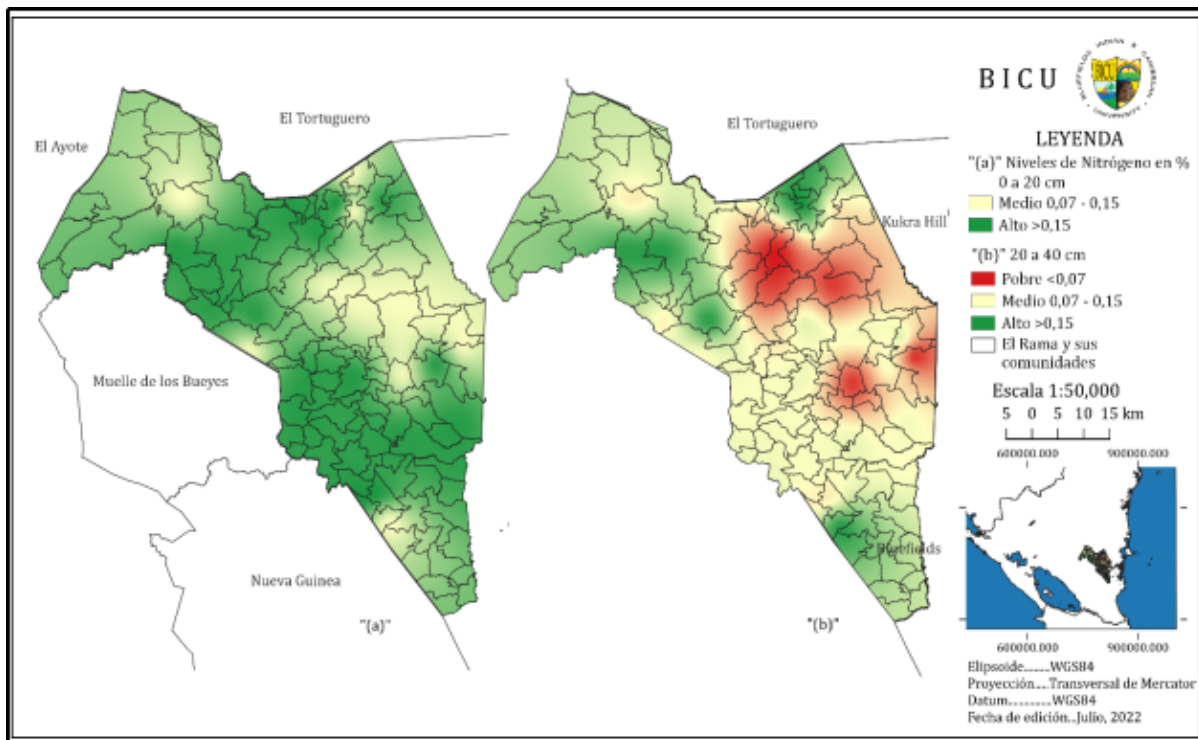 El Tortuguero
El Ayote
Muelle de los Bueyes
Nueva Guinea
"(a)"
El Tortuguero
Kukra Hill
"(b)"
BICU
BICU
LEYENDA
"(a)" Niveles de Nitrógeno en %
0 a 20 cm
Medio 0,07 - 0,15
Alto >0,15
"(b)" 20 a 40 cm
Pobre <0,07
Medio 0,07 - 0,15
Alto >0,15
El Rama y sus
comunidades
Escala 1:50,000
5 0 5 10 15 km
600000.000 900000.000
600000.000 900000.000
Elipsoide........WGS84
Proyección....Transversal de Mercator
Datum.............WGS84
Fecha de edición..Julio, 2022